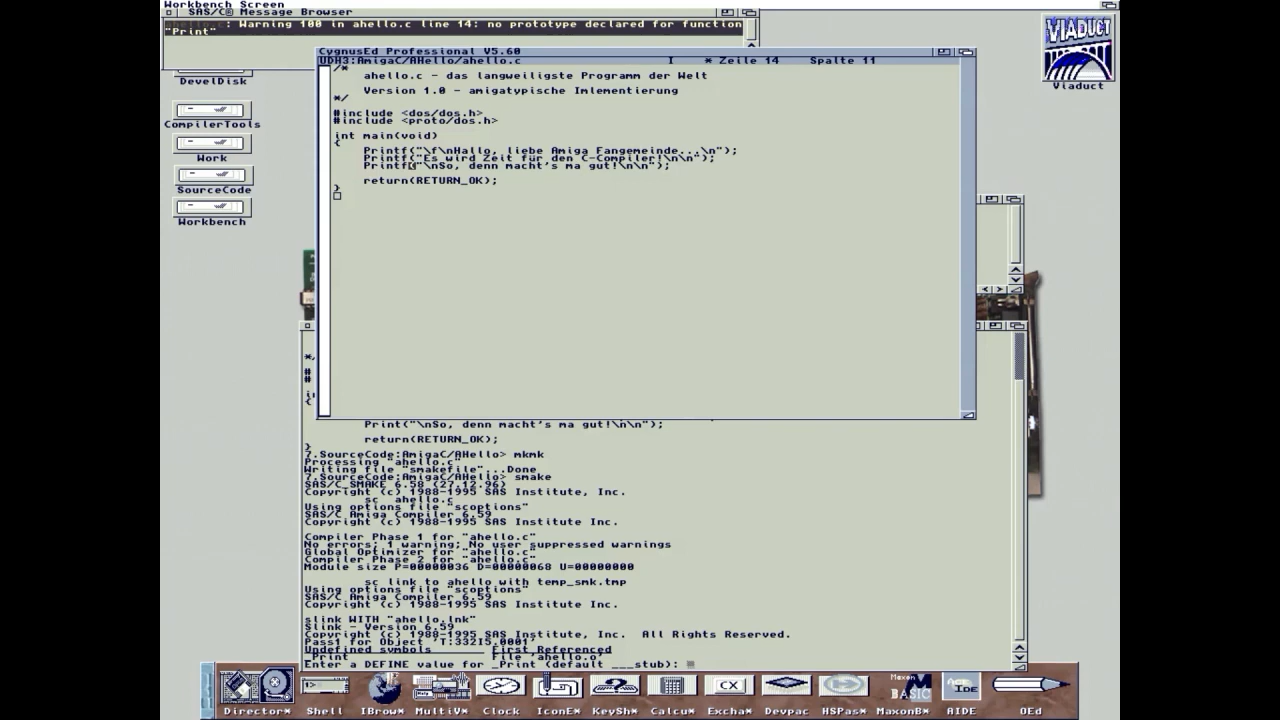 Workbench Screen
SAS/C® Message Browser
Warning 100 in ahello.c line 14: no prototype declared for function
"Print"
DevelDisk
CompilerTools
Work
SourceCode
Workbench
VIADUCT
Viaduct
CygnusEd Professional V5.60
UDH3:AmigaC/AHello/ahello.c I * Zeile 14 Spalte 11
/*
ahello.c - das langweiligste Programm der Welt
Version 1.0 - amigatypische Imlementierung
*/
#include <dos/dos.h>
#include <proto/dos.h>
int main(void)
{
Printf("\f\nHallo, liebe Amiga Fangemeinde...\n");
Printf("Es wird Zeit für den C-Compiler!\n\n");
Printf("\nSo, denn macht's ma gut!\n\n");
return(RETURN_OK);
}
Print("\nSo, denn macht's ma gut!\n\n");
return(RETURN_OK);
}
7.SourceCode:AmigaC/AHello> mkmk
Processing "ahello.c"
Writing file "smakefile"...Done
7.SourceCode:AmigaC/AHello> smake
SAS/C_SMAKE 6.58 (27.12.96)
Copyright (c) 1988-1995 SAS Institute, Inc.
sc ahello.c
Using options file "scoptions"
SAS/C Amiga Compiler 6.59
Copyright (c) 1988-1995 SAS Institute Inc.
Compiler Phase 1 for "ahello.c"
No errors; 1 warning; No user suppressed warnings
Global Optimizer for "ahello.c"
Compiler Phase 2 for "ahello.c"
Module size P=00000036 D=00000068 U=00000000
sc link to ahello with temp_smk.tmp
Using options file "scoptions"
SAS/C Amiga Compiler 6.59
Copyright (c) 1988-1995 SAS Institute Inc.
slink WITH "ahello.lnk"
Slink - Version 6.59
Copyright (c) 1988-1995 SAS Institute, Inc. All Rights Reserved.
Pass1 for Object 'T:332I5.0001'
Undefined symbols First Referenced
_Print File 'ahello.o'
Enter a DEFINE value for _Print (default ___stub):
Director* Shell IBrow* MultiV* Clock IconE* KeySh* Calcu* Excha* Devpac HSPas* MaxonB* AIDE OEd
1> CX Maxon BASIC IDE